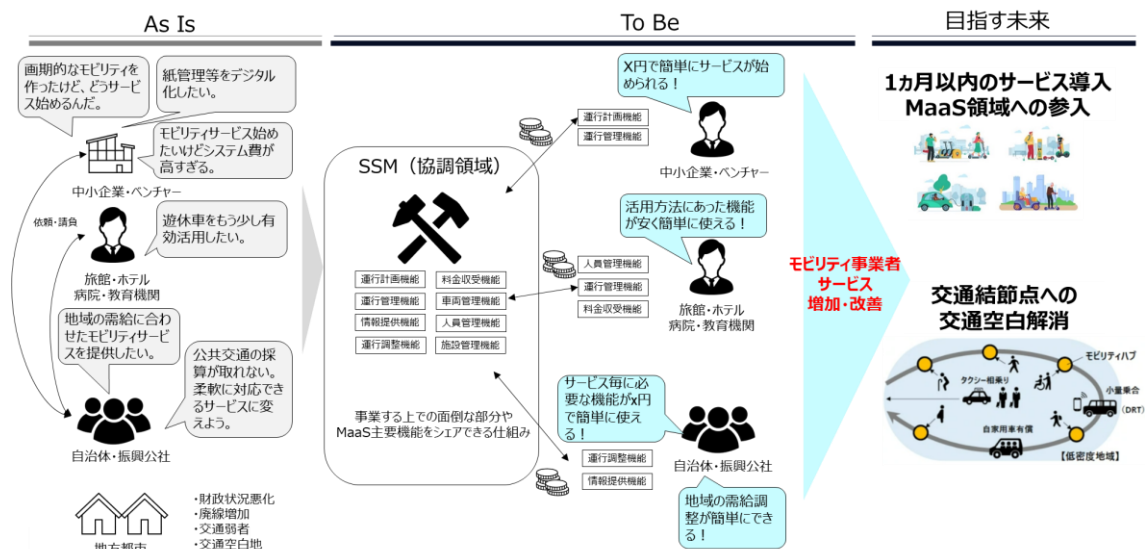 As Is
To Be
目指す未来
画期的なモビリティを
作ったけど、どうサービ
ス始めるんだ。
紙管理等をデジタル
化したい。
モビリティサービス始め
たいけどシステム費が
高すぎる。
中小企業・ベンチャー
依頼・請負
遊休車をもう少し有
効活用したい。
旅館・ホテル
病院・教育機関
地域の需給に合わ
せたモビリティサービ
スを提供したい。
公共交通の採
算が取れない。
柔軟に対応でき
るサービスに変
えよう。
自治体・振興公社
地方都市
・財政状況悪化
・廃線増加
・交通弱者
・交通空白地
SSM（協調領域）
運行計画機能
料金収受機能
運行管理機能
車両管理機能
情報提供機能
人員管理機能
運行調整機能
施設管理機能
事業する上での面倒な部分や
MaaS主要機能をシェアできる仕組み
X円で簡単にサービスが始
められる！
運行計画機能
運行管理機能
中小企業・ベンチャー
活用方法にあった機能
が安く簡単に使える！
人員管理機能
運行管理機能
料金収受機能
旅館・ホテル
病院・教育機関
サービス毎に必
要な機能がx円
で簡単に使え
る！
運行調整機能
情報提供機能
自治体・振興公社
地域の需給調
整が簡単にでき
る！
モビリティ事業者
サービス
増加・改善
1ヵ月以内のサービス導入
MaaS領域への参入
交通結節点への
交通空白解消
モビリティハブ
タクシー相乗り
小量乗合
（DRT）
自家用車有償
【低密度地域】